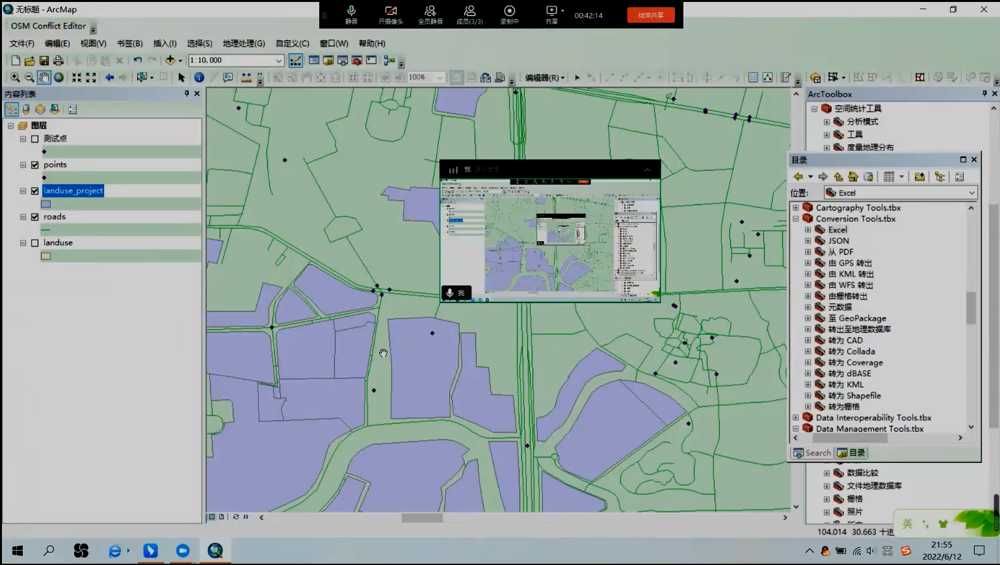 无标题 - ArcMap
静音
开摄像头
全员静音
成员(3/3)
录制中
共享
00:42:14
结束共享
OSM Conflict Editor
文件(F) 编辑(E) 视图(V) 书签(B) 插入(I) 选择(S) 地理处理(G) 自定义(C) 窗口(W) 帮助(H)
1:10,000
100%
编辑器(R)
内容列表
图层
测试点
points
landuse_project
roads
landuse
我 正在发言
我
ArcToolbox
空间统计工具
分析模式
工具
度量地理分布
目录
位置: Excel
Cartography Tools.tbx
Conversion Tools.tbx
Excel
JSON
从 PDF
由 GPS 转出
由 KML 转出
由 WFS 转出
由栅格转出
元数据
至 GeoPackage
转出至地理数据库
转为 CAD
转为 Collada
转为 Coverage
转为 dBASE
转为 KML
转为 Shapefile
转为栅格
Data Interoperability Tools.tbx
Data Management Tools.tbx
Search 目录
数据比较
文件地理数据库
栅格
照片
104.014 30.663 十进
英
英
21:55
2022/6/12